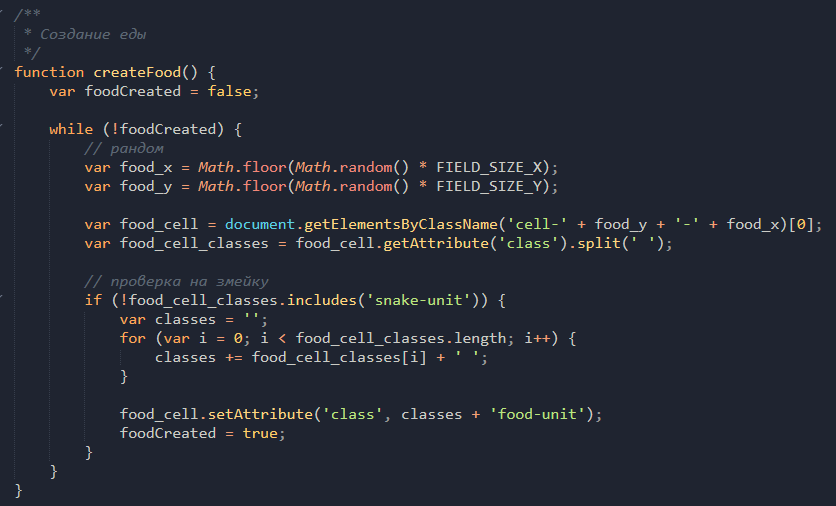 /**
 * Создание еды
 */
function createFood() {
    var foodCreated = false;

    while (!foodCreated) {
        // рандом
        var food_x = Math.floor(Math.random() * FIELD_SIZE_X);
        var food_y = Math.floor(Math.random() * FIELD_SIZE_Y);

        var food_cell = document.getElementsByClassName('cell-' + food_y + '-' + food_x)[0];
        var food_cell_classes = food_cell.getAttribute('class').split(' ');

        // проверка на змейку
        if (!food_cell_classes.includes('snake-unit')) {
            var classes = '';
            for (var i = 0; i < food_cell_classes.length; i++) {
                classes += food_cell_classes[i] + ' ';
            }

            food_cell.setAttribute('class', classes + 'food-unit');
            foodCreated = true;
        }
    }
}